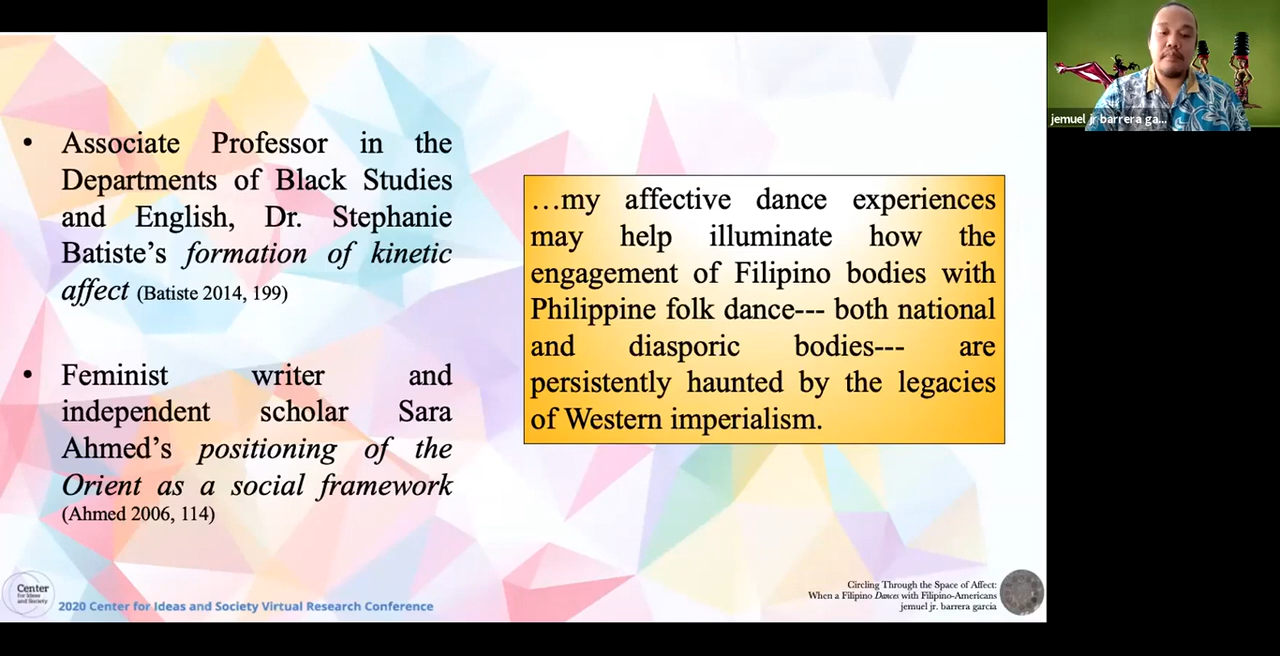 • Associate Professor in the
Departments of Black Studies
and English, Dr. Stephanie
Batiste’s formation of kinetic
affect (Batiste 2014, 199)
• Feminist writer and
independent scholar Sara
Ahmed’s positioning of the
Orient as a social framework
(Ahmed 2006, 114)
…my affective dance experiences
may help illuminate how the
engagement of Filipino bodies with
Philippine folk dance--- both national
and diasporic bodies--- are
persistently haunted by the legacies
of Western imperialism.
Center
for Ideas
and Society
2020 Center for Ideas and Society Virtual Research Conference
Circling Through the Space of Affect:
When a Filipino Dances with Filipino-Americans
jemuel jr. barrera garcia
jemuel jr barrera ga...